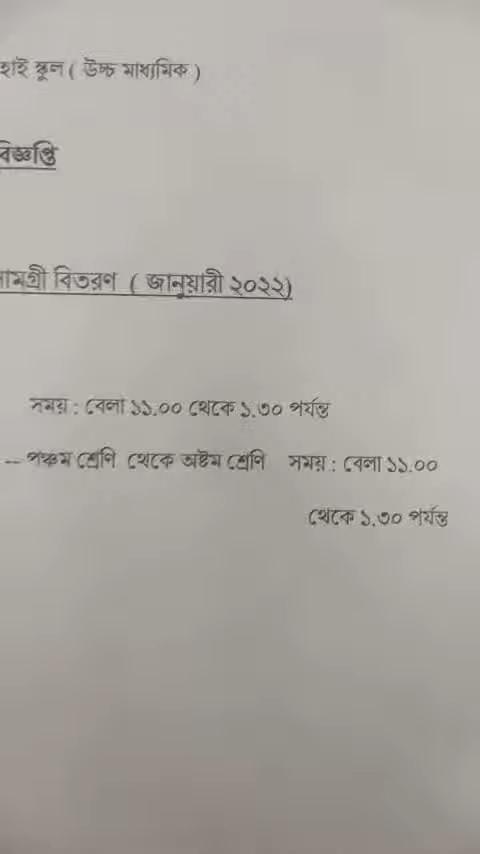 হাই স্কুল ( উচ্চ মাধ্যমিক )
বিজ্ঞপ্তি
সামগ্রী বিতরণ ( জানুয়ারী ২০২২)
সময় : বেলা ১১.০০ থেকে ১.৩০ পর্যন্ত
-- পঞ্চম শ্রেণি থেকে অষ্টম শ্রেণি সময় : বেলা ১১.০০
থেকে ১.৩০ পর্যন্ত